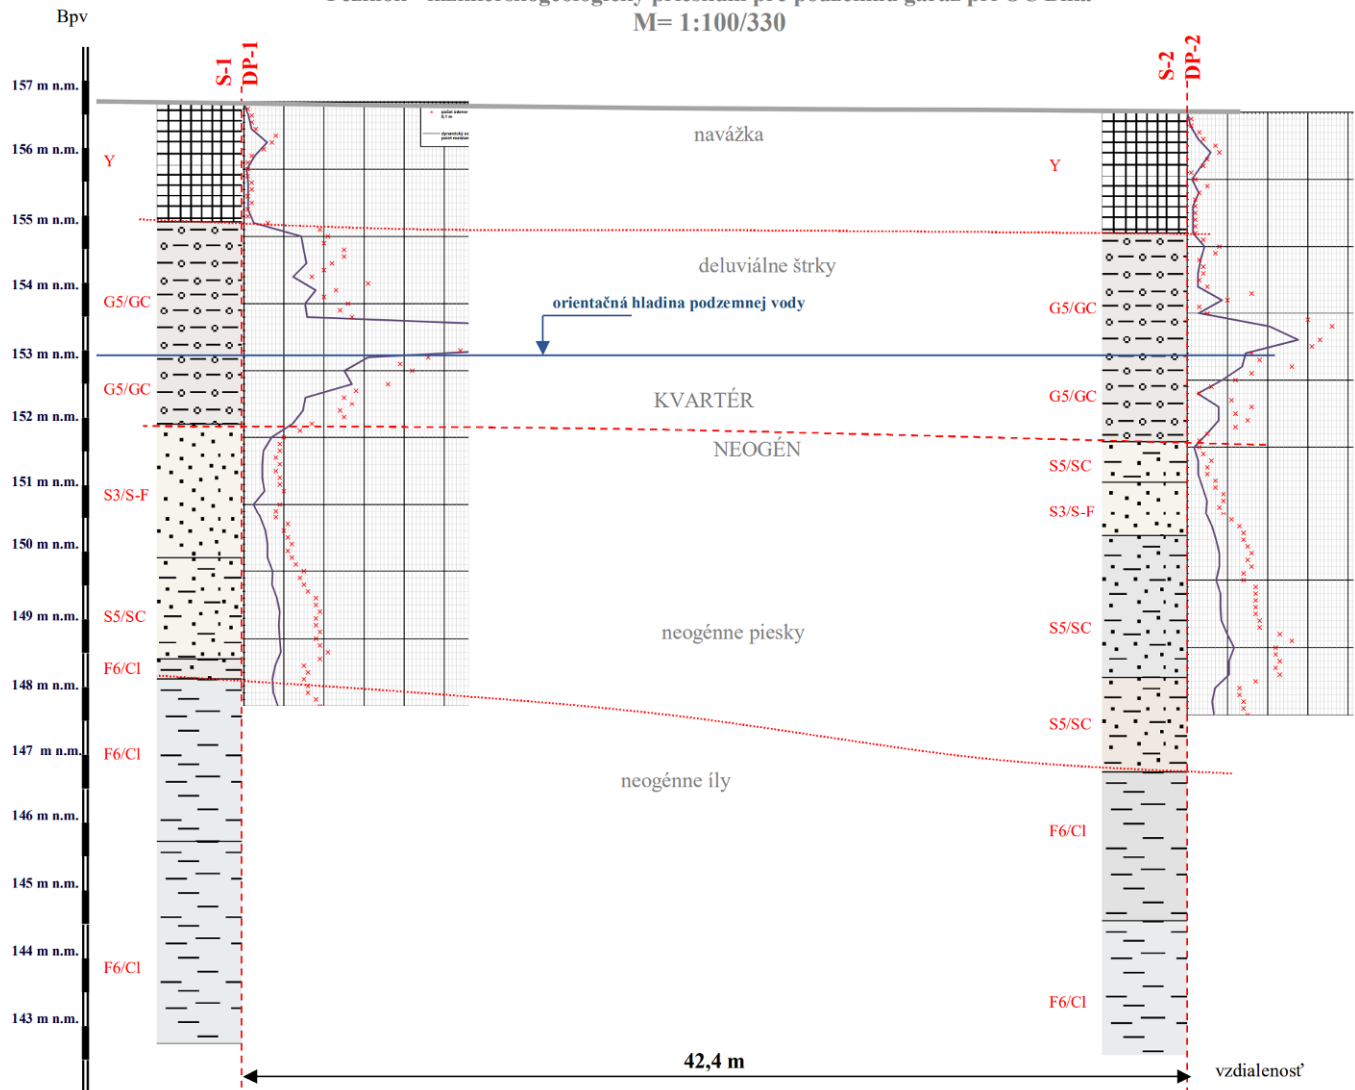 M= 1:100/330
Bpv
S-1
DP-1
S-2
DP-2
157 m n.m.
156 m n.m.
155 m n.m.
154 m n.m.
153 m n.m.
152 m n.m.
151 m n.m.
150 m n.m.
149 m n.m.
148 m n.m.
147 m n.m.
146 m n.m.
145 m n.m.
144 m n.m.
143 m n.m.
Y
G5/GC
G5/GC
S3/S-F
S5/SC
F6/Cl
F6/Cl
F6/Cl
navážka
deluviálne štrky
orientačná hladina podzemnej vody
KVARTÉR
NEOGÉN
neogénne piesky
neogénne íly
Y
G5/GC
G5/GC
S5/SC
S3/S-F
S5/SC
S5/SC
F6/Cl
F6/Cl
42,4 m
vzdialenosť